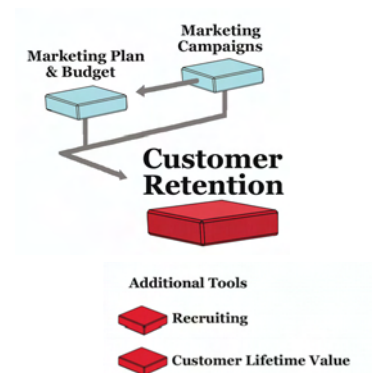 Marketing
Campaigns
Marketing Plan
& Budget
Customer
Retention
Additional Tools
Recruiting
Customer Lifetime Value